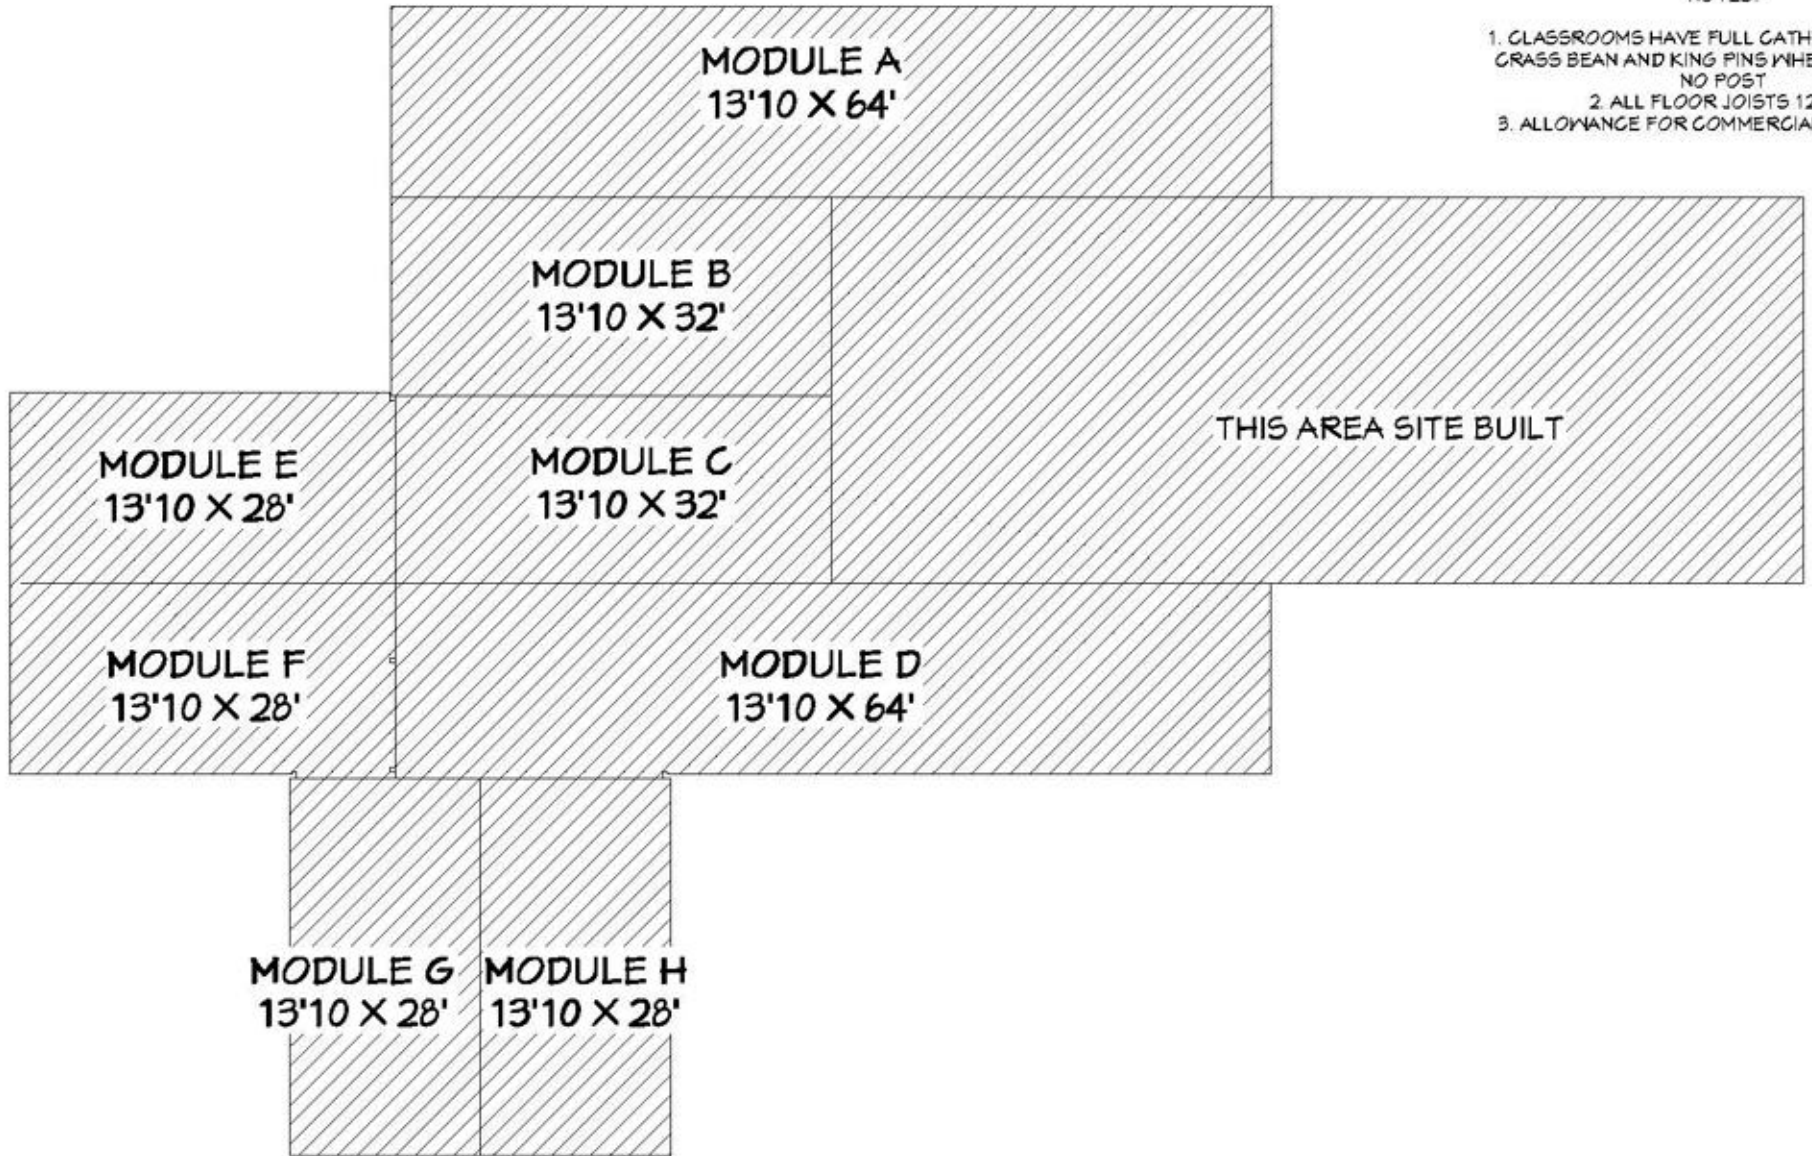 1. CLASSROOMS HAVE FULL CATH
CRASS BEAN AND KING PINS WHE
NO POST
2. ALL FLOOR JOISTS 12
3. ALLOWANCE FOR COMMERCIA
MODULE A
13'10 X 64'
MODULE B
13'10 X 32'
THIS AREA SITE BUILT
MODULE E
13'10 X 28'
MODULE C
13'10 X 32'
MODULE F
13'10 X 28'
MODULE D
13'10 X 64'
MODULE G
13'10 X 28'
MODULE H
13'10 X 28'